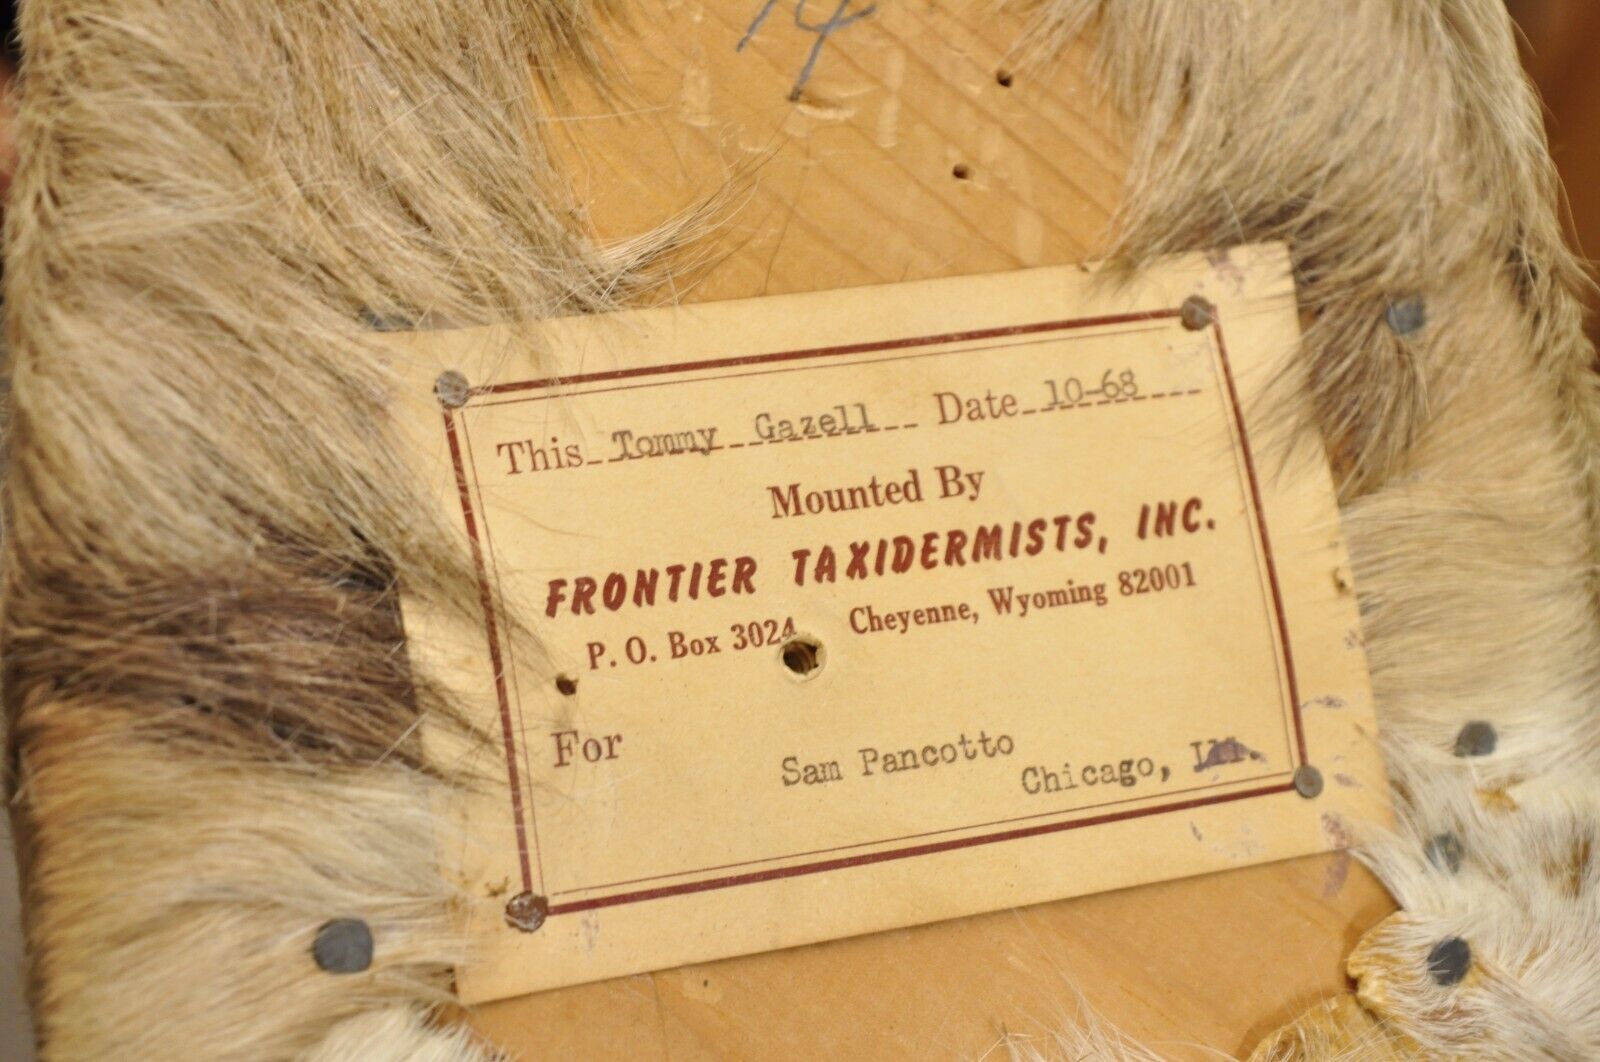 14
This Tommy Gazell Date 10-68
Mounted By
FRONTIER TAXIDERMISTS, INC.
P. O. Box 3024 Cheyenne, Wyoming 82001
For
Sam Pancotto
Chicago, Ill.